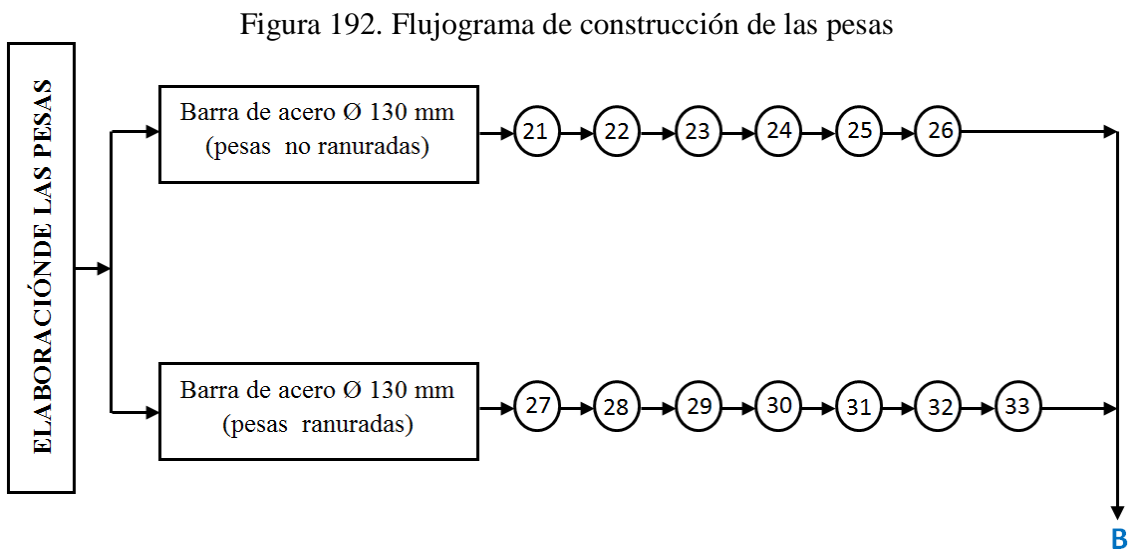 Figura 192. Flujograma de construcción de las pesas
ELABORACIÓNDE LAS PESAS
Barra de acero Ø 130 mm
(pesas no ranuradas)
21 22 23 24 25 26
Barra de acero Ø 130 mm
(pesas ranuradas)
27 28 29 30 31 32 33
B